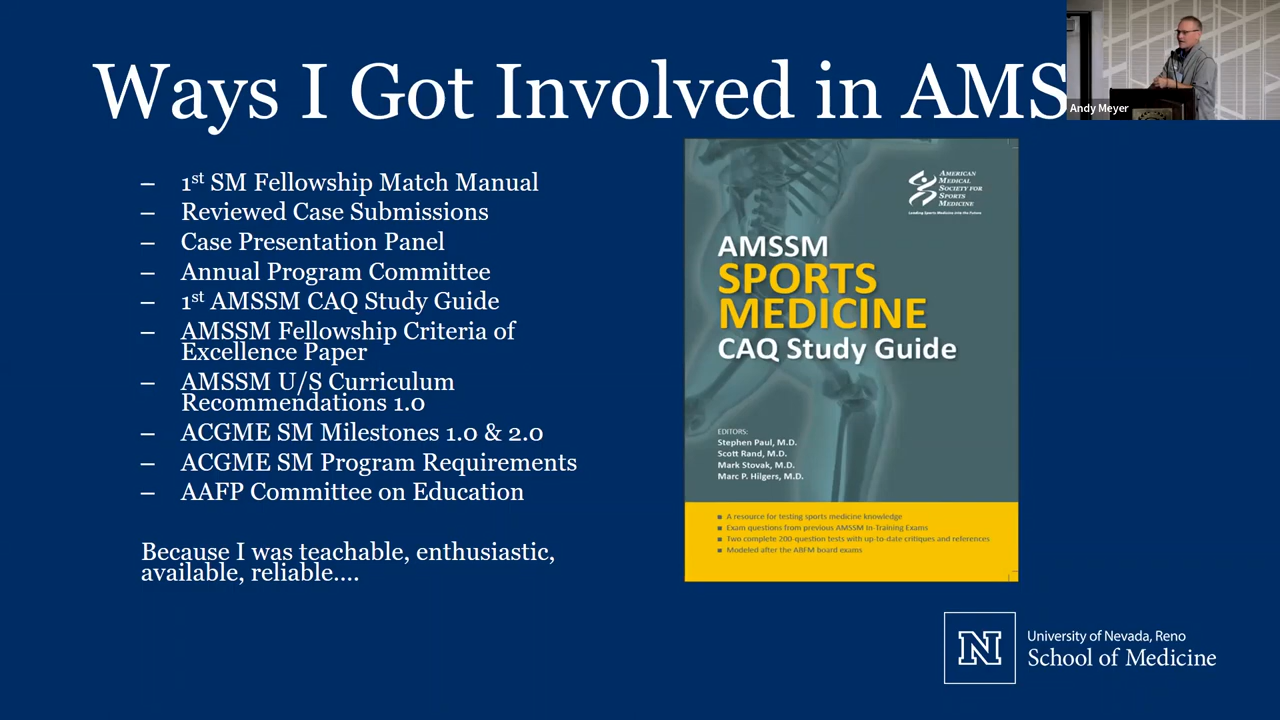 Ways I Got Involved in AMS
Andy Meyer
– 1st SM Fellowship Match Manual
– Reviewed Case Submissions
– Case Presentation Panel
– Annual Program Committee
– 1st AMSSM CAQ Study Guide
– AMSSM Fellowship Criteria of
Excellence Paper
– AMSSM U/S Curriculum
Recommendations 1.0
– ACGME SM Milestones 1.0 & 2.0
– ACGME SM Program Requirements
– AAFP Committee on Education
Because I was teachable, enthusiastic,
available, reliable....
AMERICAN
MEDICAL
SOCIETY FOR
SPORTS
MEDICINE
Leading Sports Medicine into the Future
AMSSM
SPORTS
MEDICINE
CAQ Study Guide
EDITORS:
Stephen Paul, M.D.
Scott Rand, M.D.
Mark Stovak, M.D.
Marc P. Hilgers, M.D.
■ A resource for testing sports medicine knowledge
■ Exam questions from previous AMSSM In-Training Exams
■ Two complete 200-question tests with up-to-date critiques and references
■ Modeled after the ABFM board exams
N
University of Nevada, Reno
School of Medicine